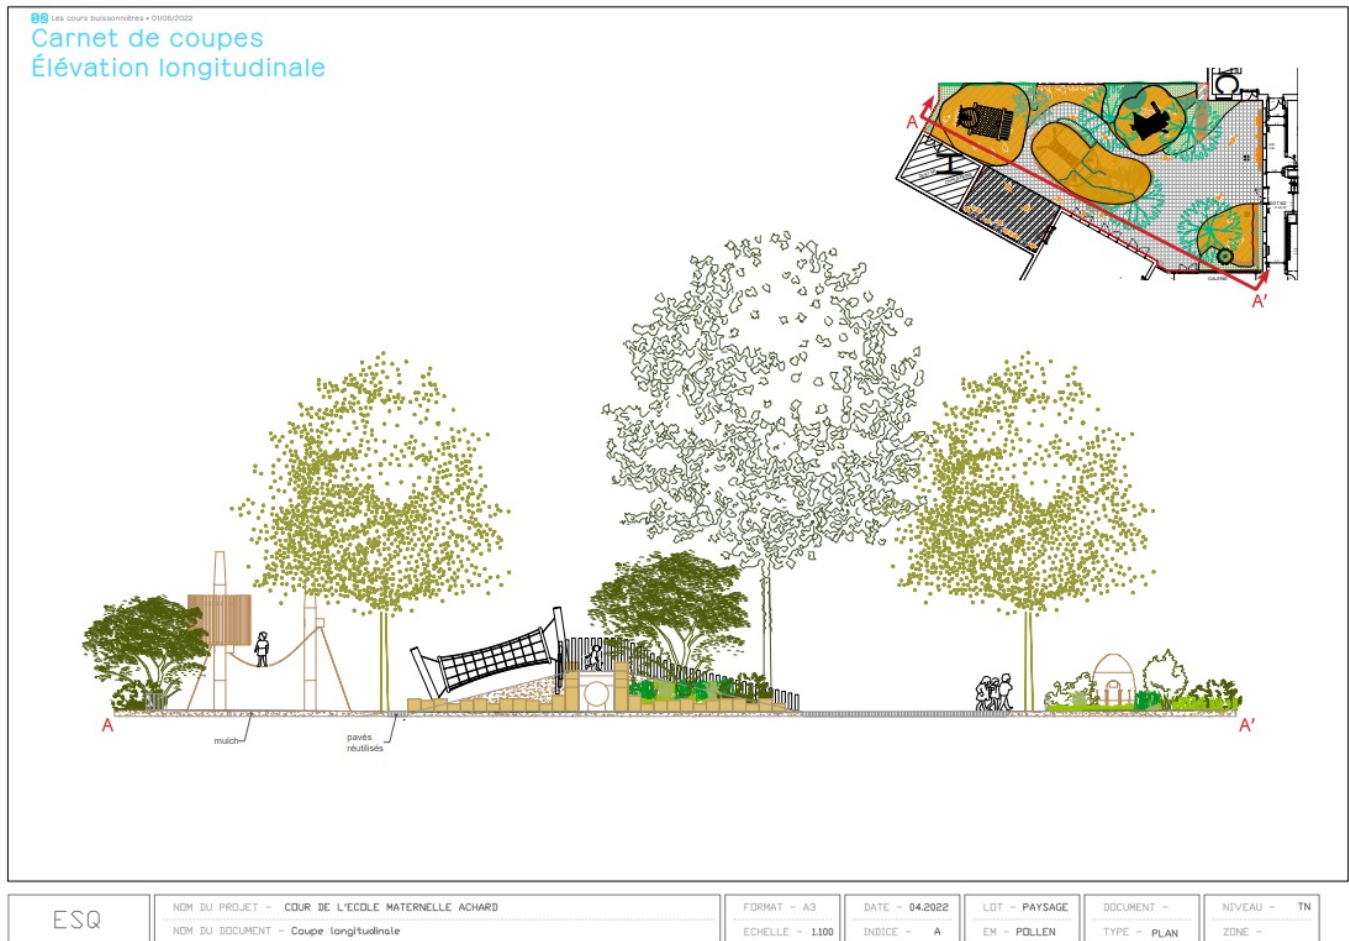 12 Les cours buissonnières • 01/06/2022
Carnet de coupes
Élévation longitudinale
A
A'
GALERIE
A
A'
mulch
pavés
réutilisés
ESQ
NOM DU PROJET - COUR DE L'ECOLE MATERNELLE ACHARD
NOM DU DOCUMENT - Coupe longitudinale
FORMAT - A3
ECHELLE - 1.100
DATE - 04.2022
INDICE - A
LOT - PAYSAGE
EM - POLLEN
DOCUMENT -
TYPE - PLAN
NIVEAU - TN
ZONE -